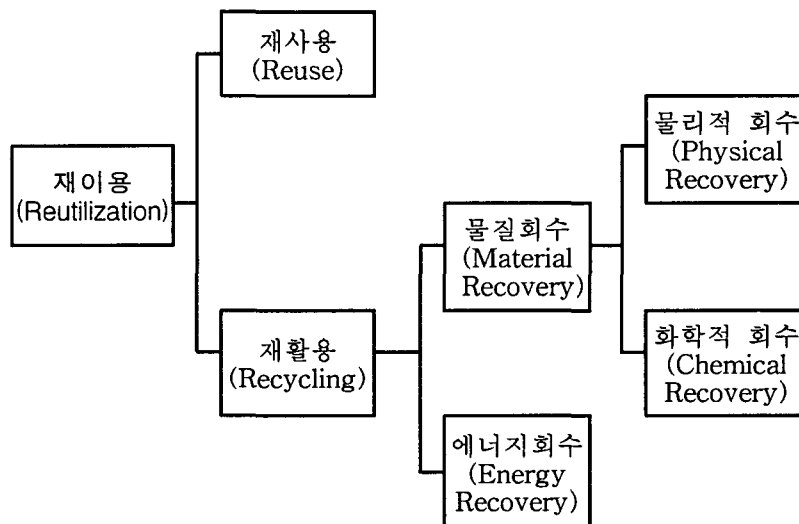 재사용
(Reuse)
물리적 회수
(Physical
Recovery)
재이용
(Reutilization)
물질회수
(Material
Recovery)
재활용
(Recycling)
화학적 회수
(Chemical
Recovery)
에너지회수
(Energy
Recovery)